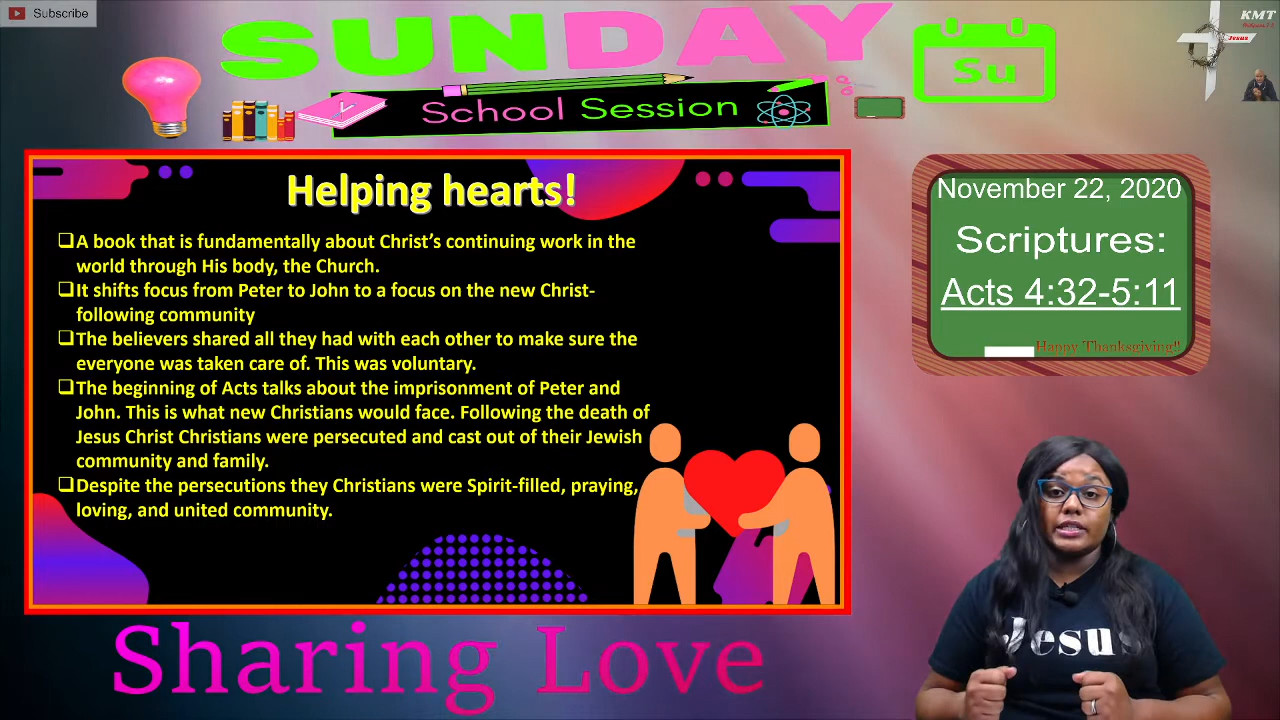 Subscribe
SUNDAY
School Session
Su
KMT
Jesus
Helping hearts!
A book that is fundamentally about Christ's continuing work in the
world through His body, the Church.
It shifts focus from Peter to John to a focus on the new Christ-
following community
The believers shared all they had with each other to make sure the
everyone was taken care of. This was voluntary.
The beginning of Acts talks about the imprisonment of Peter and
John. This is what new Christians would face. Following the death of
Jesus Christ Christians were persecuted and cast out of their Jewish
community and family.
Despite the persecutions they Christians were Spirit-filled, praying,
loving, and united community.
November 22, 2020
Scriptures:
Acts 4:32-5:11
Happy Thanksgiving!!
Jesus
Sharing Love